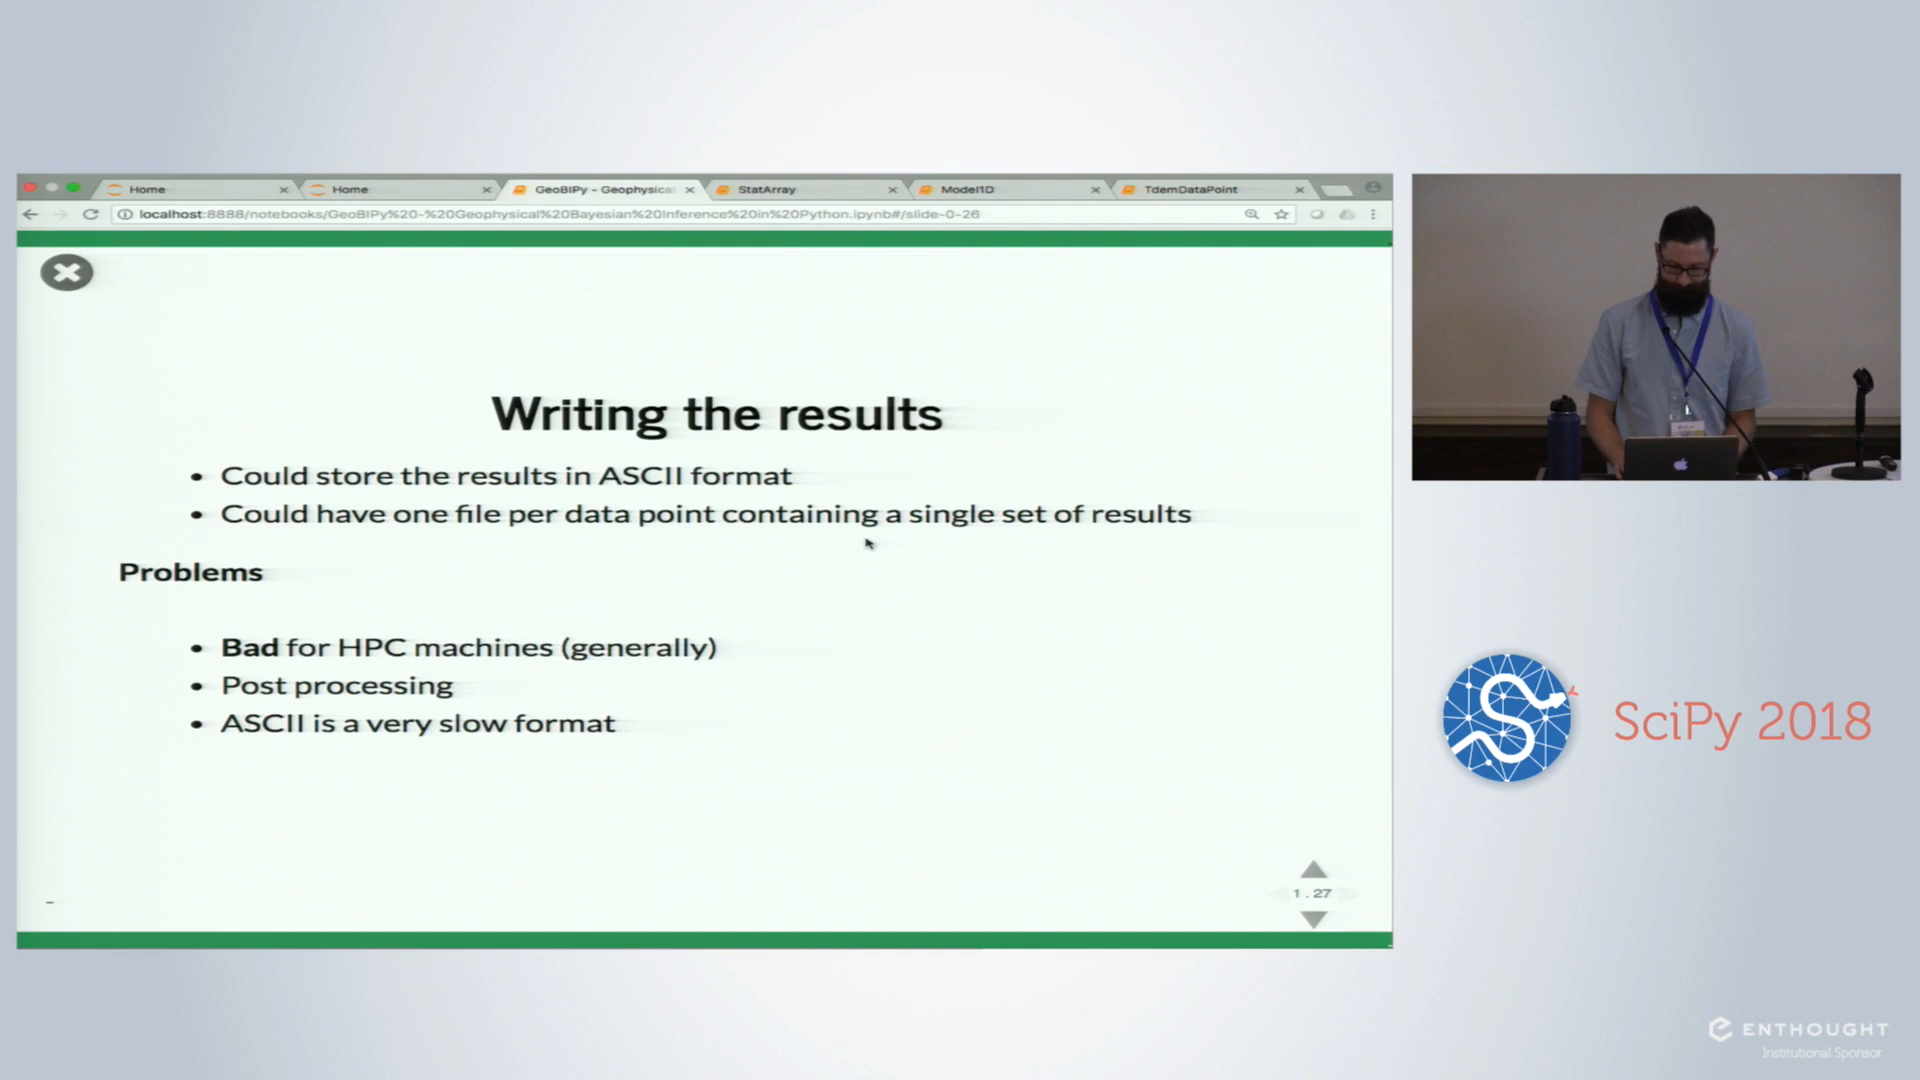 Home
Home
GeoBIPy - Geophysical
StatArray
Model1D
TdemDataPoint
localhost:8888/notebooks/GeoBIPy%20-%20Geophysical%20Bayesian%20Inference%20in%20Python.ipynb#/slide-0-26
Writing the results
Could store the results in ASCII format
Could have one file per data point containing a single set of results
Problems
Bad for HPC machines (generally)
Post processing
ASCII is a very slow format
1.27
SciPy 2018
ENTHOUGHT
Institutional Sponsor